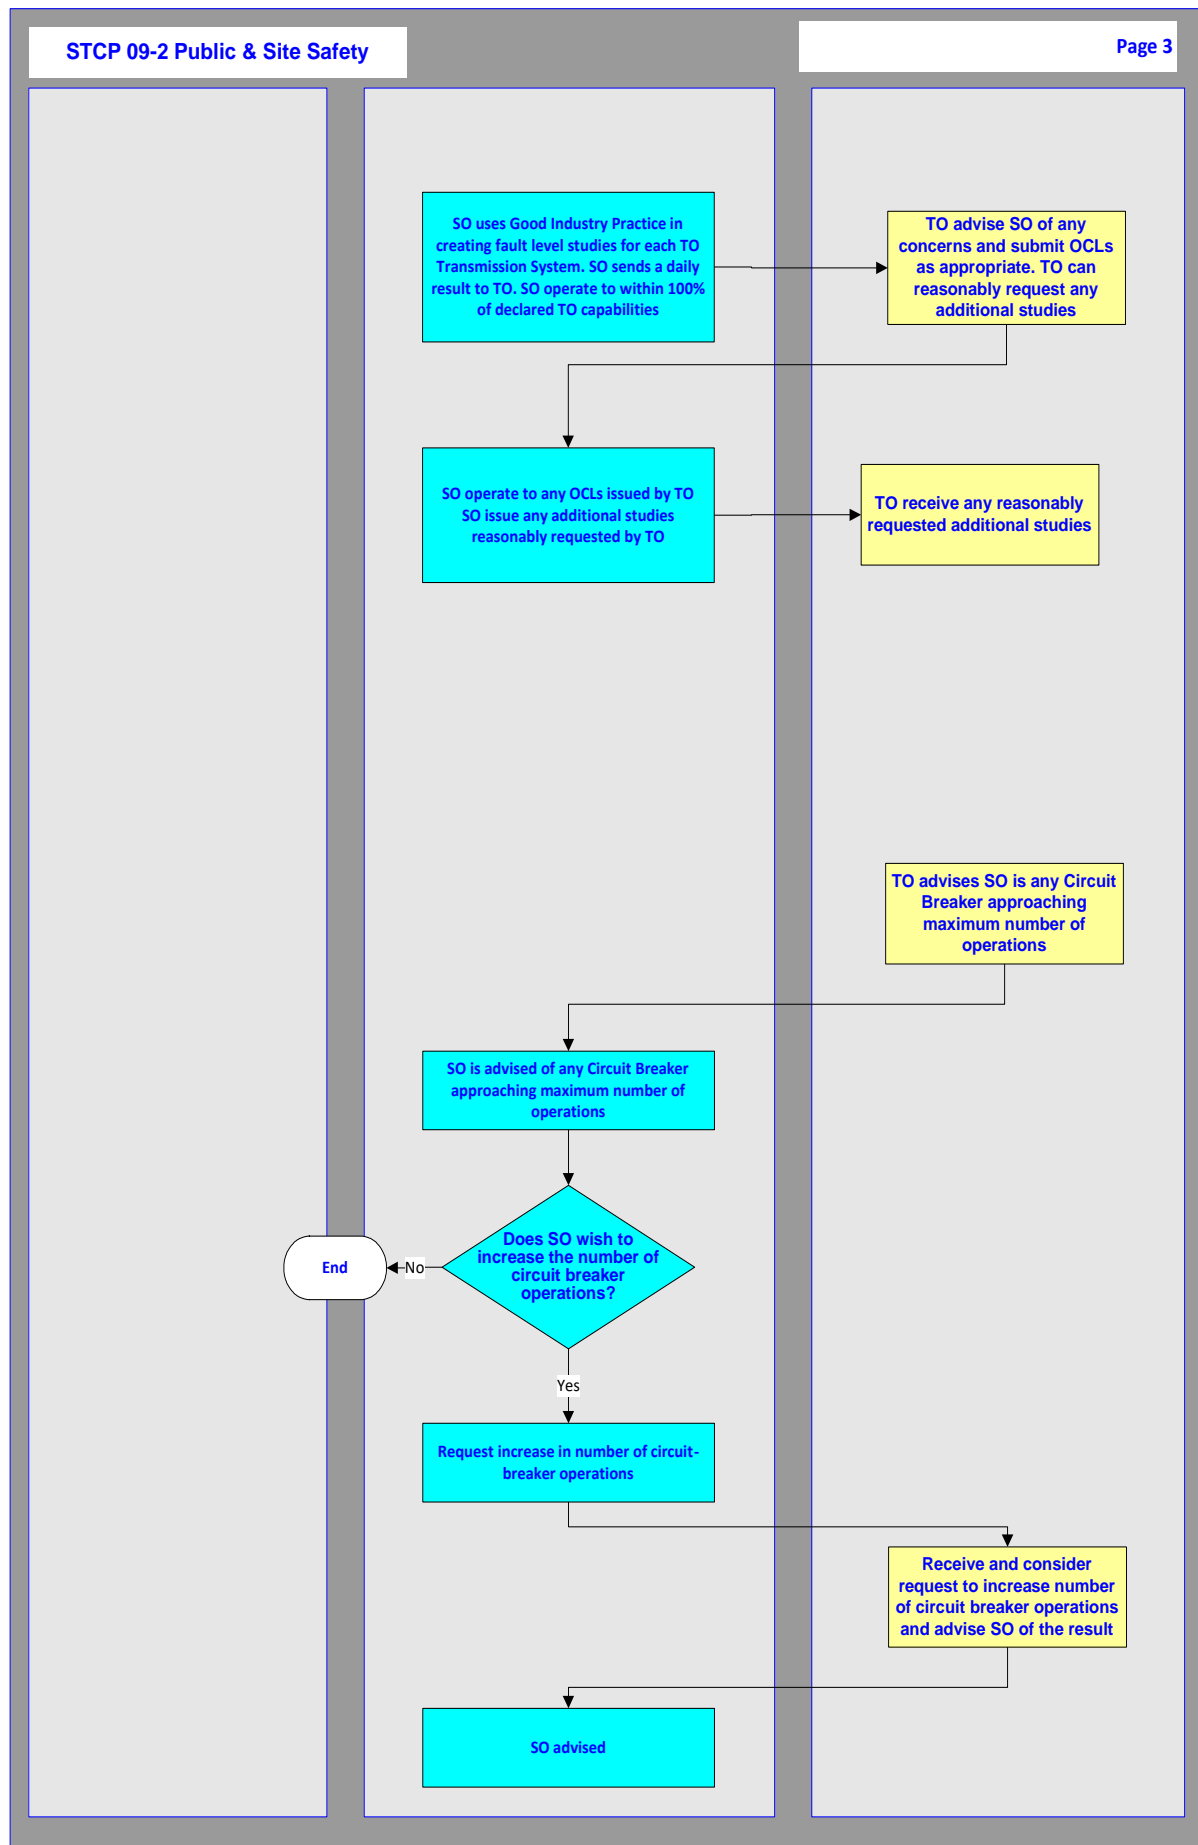 STCP 09-2 Public & Site Safety
Page 3
SO uses Good Industry Practice in
creating fault level studies for each TO
Transmission System. SO sends a daily
result to TO. SO operate to within 100%
of declared TO capabilities
TO advise SO of any
concerns and submit OCLs
as appropriate. TO can
reasonably request any
additional studies
SO operate to any OCLs issued by TO
SO issue any additional studies
reasonably requested by TO
TO receive any reasonably
requested additional studies
TO advises SO is any Circuit
Breaker approaching
maximum number of
operations
SO is advised of any Circuit Breaker
approaching maximum number of
operations
Does SO wish to
increase the number of
circuit breaker
operations?
No
End
Yes
Request increase in number of circuit-
breaker operations
Receive and consider
request to increase number
of circuit breaker operations
and advise SO of the result
SO advised